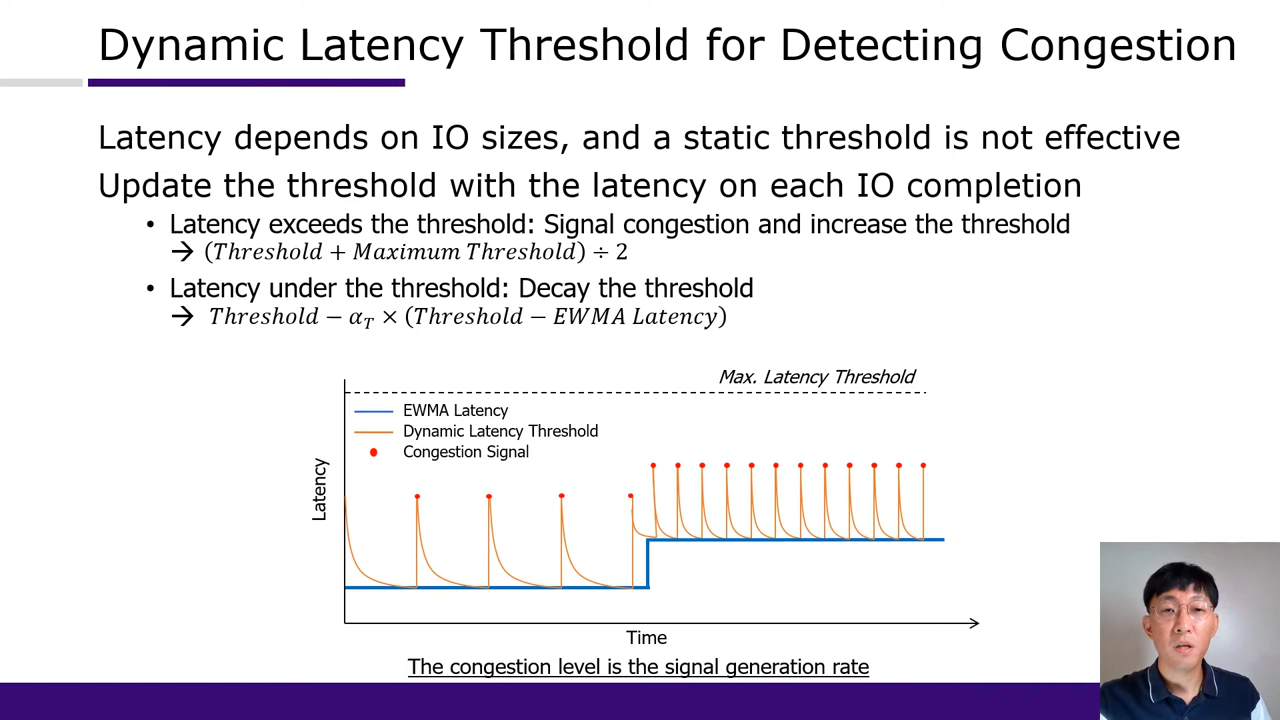 Dynamic Latency Threshold for Detecting Congestion
Latency depends on IO sizes, and a static threshold is not effective
Update the threshold with the latency on each IO completion
• Latency exceeds the threshold: Signal congestion and increase the threshold
→ (Threshold + Maximum Threshold) ÷ 2
• Latency under the threshold: Decay the threshold
→ Threshold − α_T × (Threshold − EWMA Latency)
Max. Latency Threshold
EWMA Latency
Dynamic Latency Threshold
Congestion Signal
Latency
Time
The congestion level is the signal generation rate